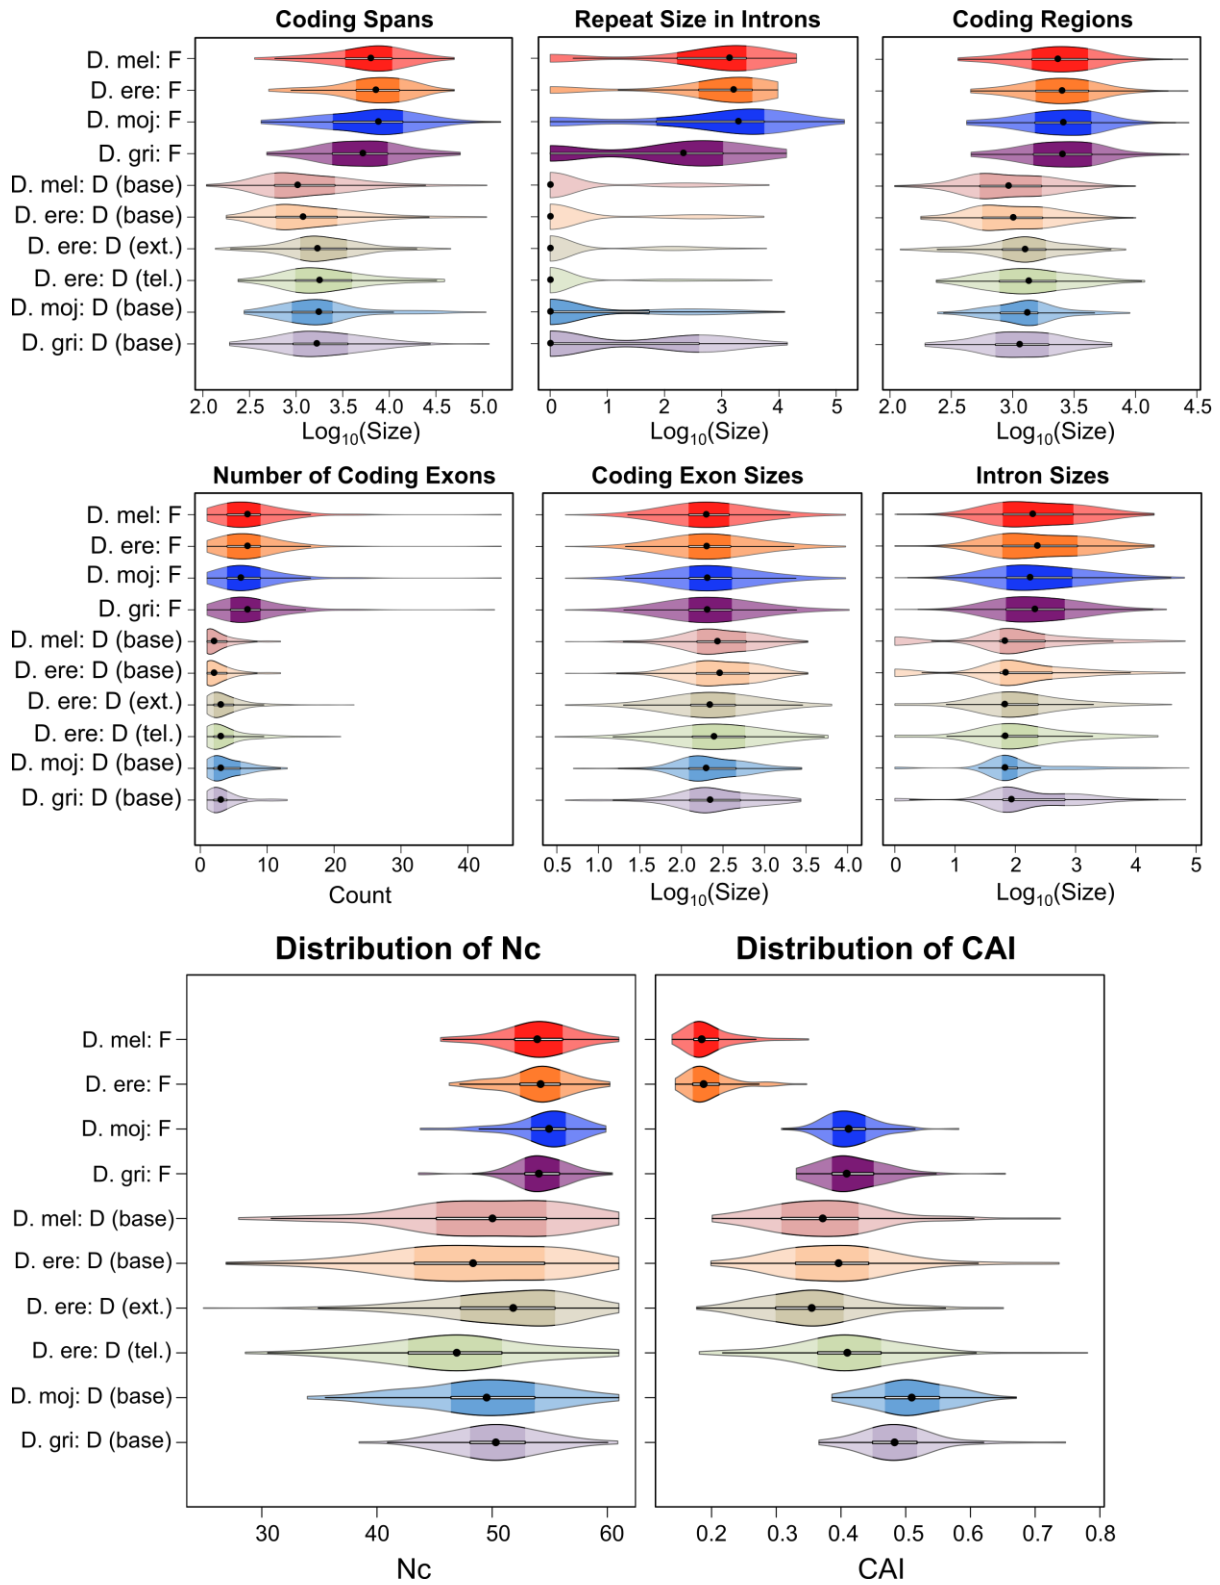 Coding Spans Repeat Size in Introns Coding Regions
D. mel: F
D. ere: F
D. moj: F
D. gri: F
D. mel: D (base)
D. ere: D (base)
D. ere: D (ext.)
D. ere: D (tel.)
D. moj: D (base)
D. gri: D (base)
2.0 2.5 3.0 3.5 4.0 4.5 5.0 0 1 2 3 4 5 2.0 2.5 3.0 3.5 4.0 4.5
Log10(Size) Log10(Size) Log10(Size)
Number of Coding Exons Coding Exon Sizes Intron Sizes
D. mel: F
D. ere: F
D. moj: F
D. gri: F
D. mel: D (base)
D. ere: D (base)
D. ere: D (ext.)
D. ere: D (tel.)
D. moj: D (base)
D. gri: D (base)
0 10 20 30 40 0.5 1.0 1.5 2.0 2.5 3.0 3.5 4.0 0 1 2 3 4 5
Count Log10(Size) Log10(Size)
Distribution of Nc Distribution of CAI
D. mel: F
D. ere: F
D. moj: F
D. gri: F
D. mel: D (base)
D. ere: D (base)
D. ere: D (ext.)
D. ere: D (tel.)
D. moj: D (base)
D. gri: D (base)
30 40 50 60 0.2 0.3 0.4 0.5 0.6 0.7 0.8
Nc CAI